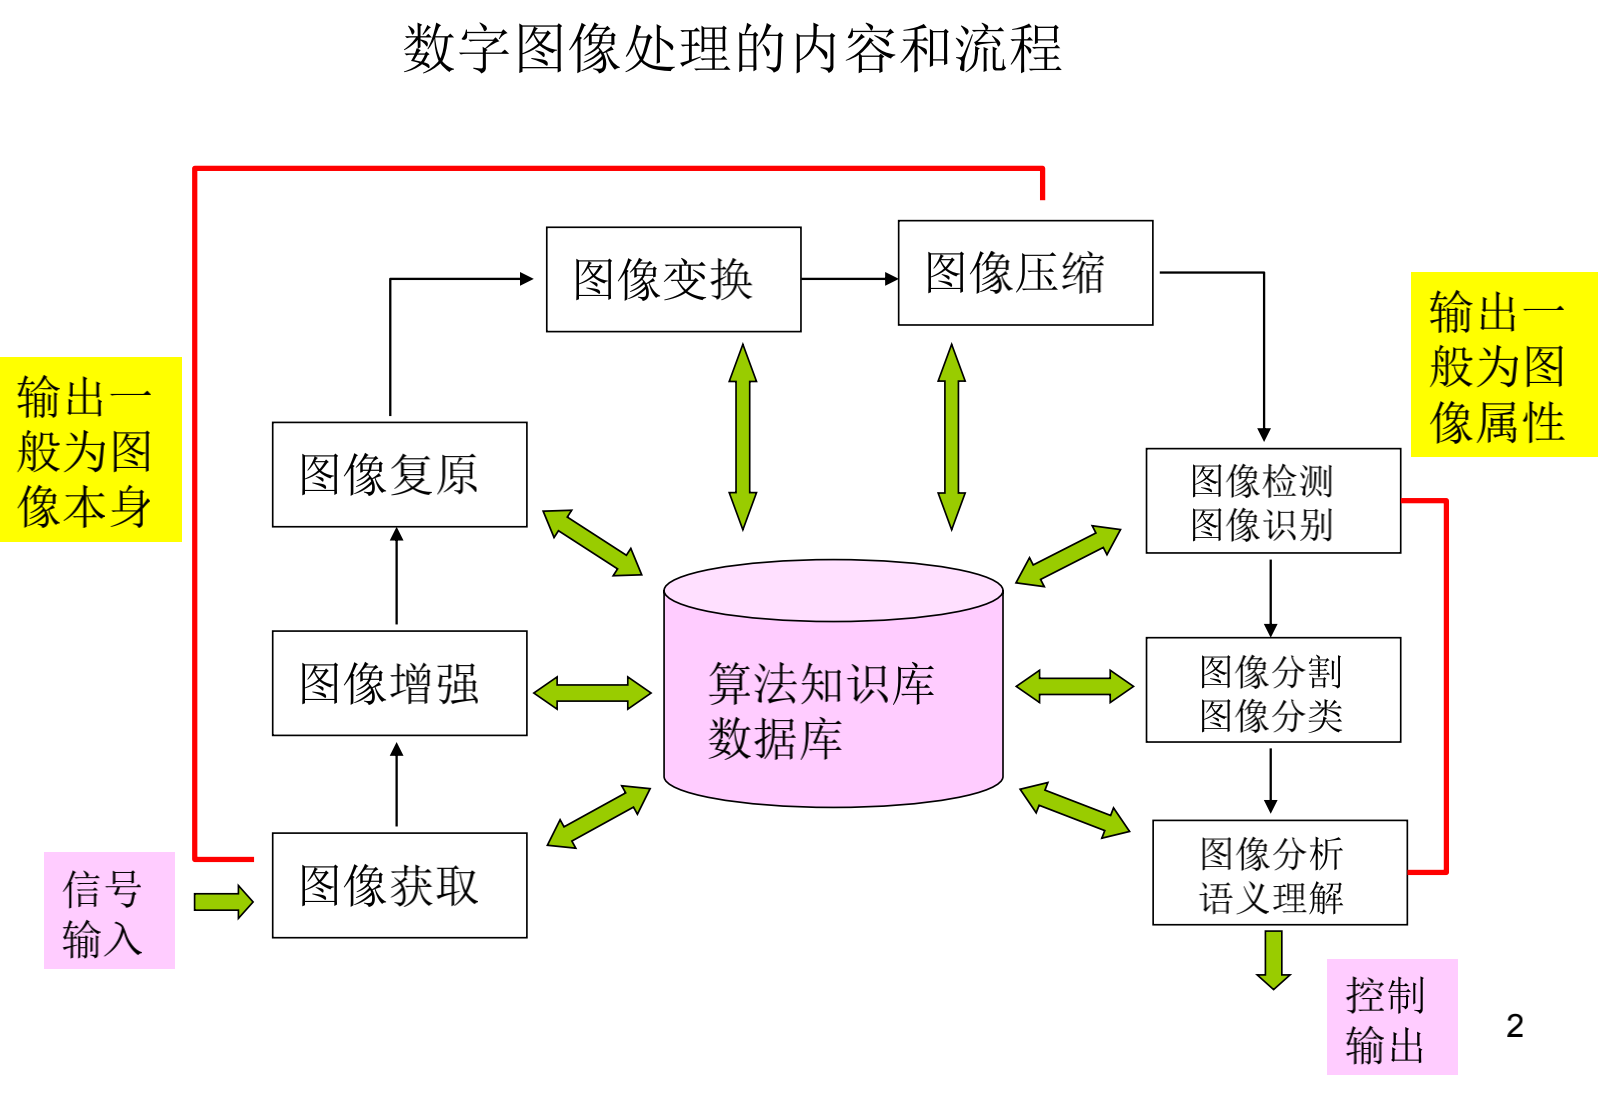 数字图像处理的内容和流程
图像变换
图像压缩
输出一
般为图
像属性
输出一
般为图
像本身
图像复原
图像检测
图像识别
图像增强
算法知识库
数据库
图像分割
图像分类
图像获取
图像分析
语义理解
信号
输入
控制
输出
2